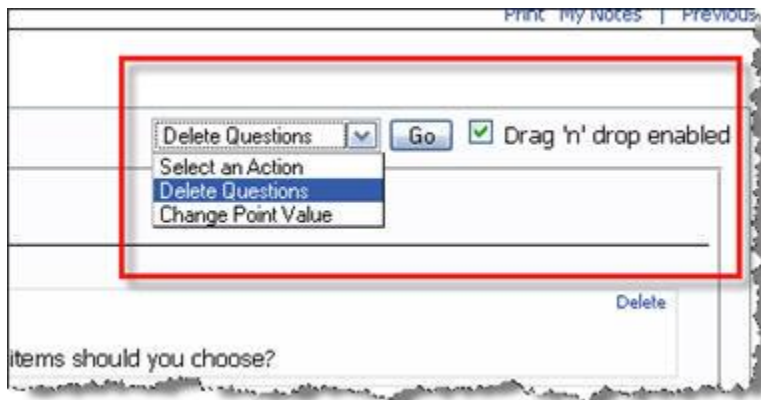 Print My Notes | Previous
Delete Questions Go Drag 'n' drop enabled
Select an Action
Delete Questions
Change Point Value
Delete
items should you choose?